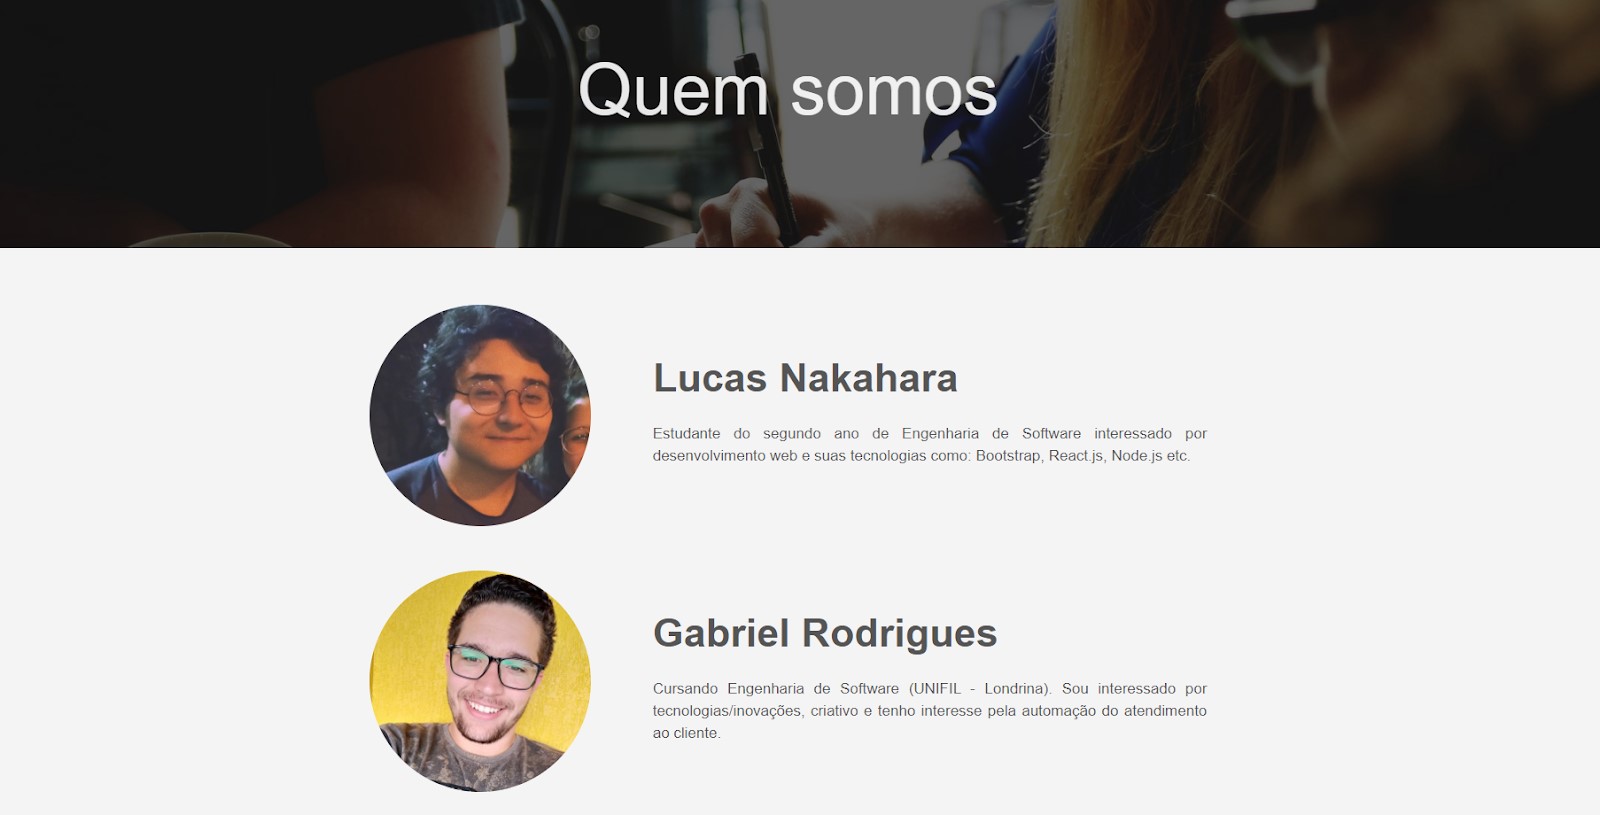 Quem somos
Lucas Nakahara
Estudante do segundo ano de Engenharia de Software interessado por
desenvolvimento web e suas tecnologias como: Bootstrap, React.js, Node.js etc.
Gabriel Rodrigues
Cursando Engenharia de Software (UNIFIL - Londrina). Sou interessado por
tecnologias/inovações, criativo e tenho interesse pela automação do atendimento
ao cliente.